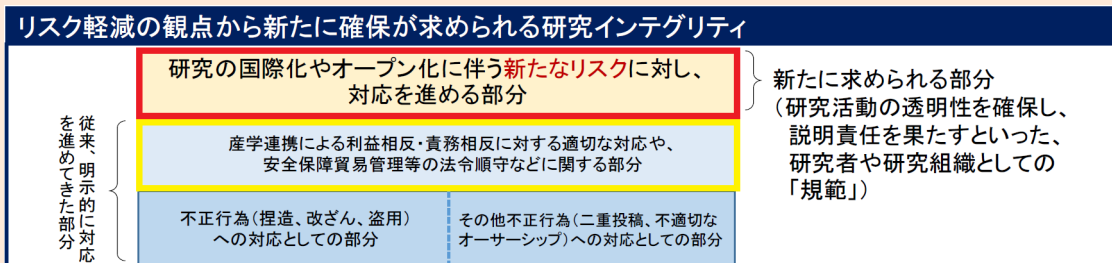 リスク軽減の観点から新たに確保が求められる研究インテグリティ
研究の国際化やオープン化に伴う新たなリスクに対し、
対応を進める部分
新たに求められる部分
（研究活動の透明性を確保し、
説明責任を果たすといった、
研究者や研究組織としての
「規範」）
従来、明示的に対応
を進めてきた部分
産学連携による利益相反・責務相反に対する適切な対応や、
安全保障貿易管理等の法令順守などに関する部分
不正行為（捏造、改ざん、盗用）
への対応としての部分
その他不正行為（二重投稿、不適切な
オーサーシップ）への対応としての部分